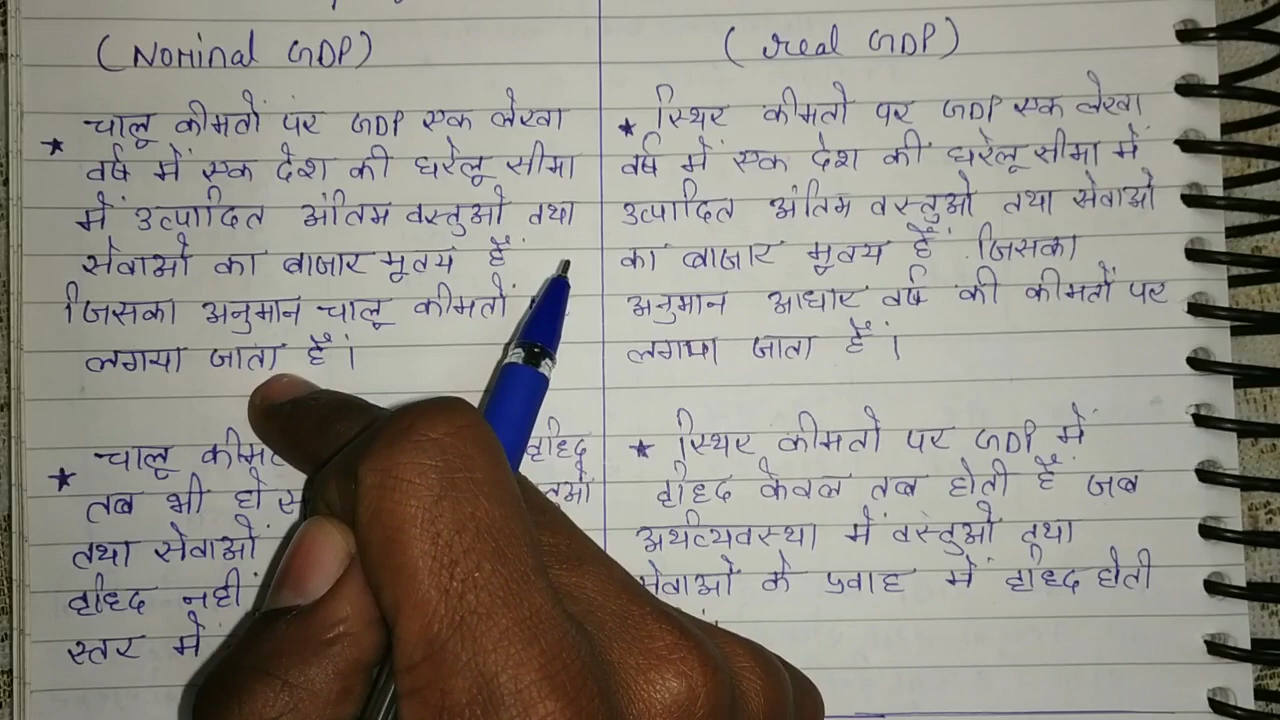 (Nominal GDP)
★ चालू कीमतों पर GDP एक लेखा
वर्ष में एक देश की घरेलू सीमा
में उत्पादित अंतिम वस्तुओ तथा
सेवाओ का बाजार मूल्य हैं
जिसका अनुमान चालू कीमतों
लगाया जाता हैं।
★ चालू वृध्दि
तब भी हो
तथा सेवाओं
वृध्दि नहीं
स्तर में
(real GDP)
★ स्थिर कीमतो पर GDP एक लेखा
वर्ष में एक देश की घरेलू सीमा में
उत्पादित अंतिम वस्तुओ तथा सेवाओ
का बाजार मूल्य हैं जिसका
अनुमान आधार वर्ष की कीमतों पर
लगाया जाता हैं।
★ स्थिर कीमतो पर GDP में
वृध्दि केवल तब होती हैं जब
अर्थव्यवस्था में वस्तुओ तथा
सेवाओं के प्रवाह में वृध्दि होती